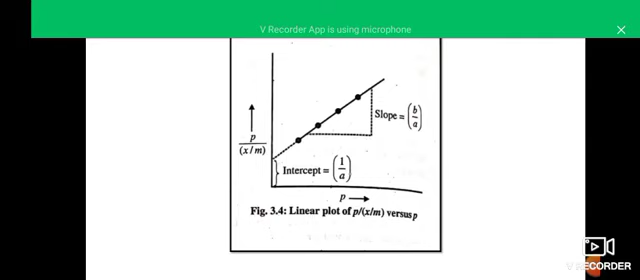 V Recorder App is using microphone
Slope = (b/a)
p/(x/m)
Intercept = (1/a)
p
Fig. 3.4: Linear plot of p/(x/m) versus p
V RECORDER